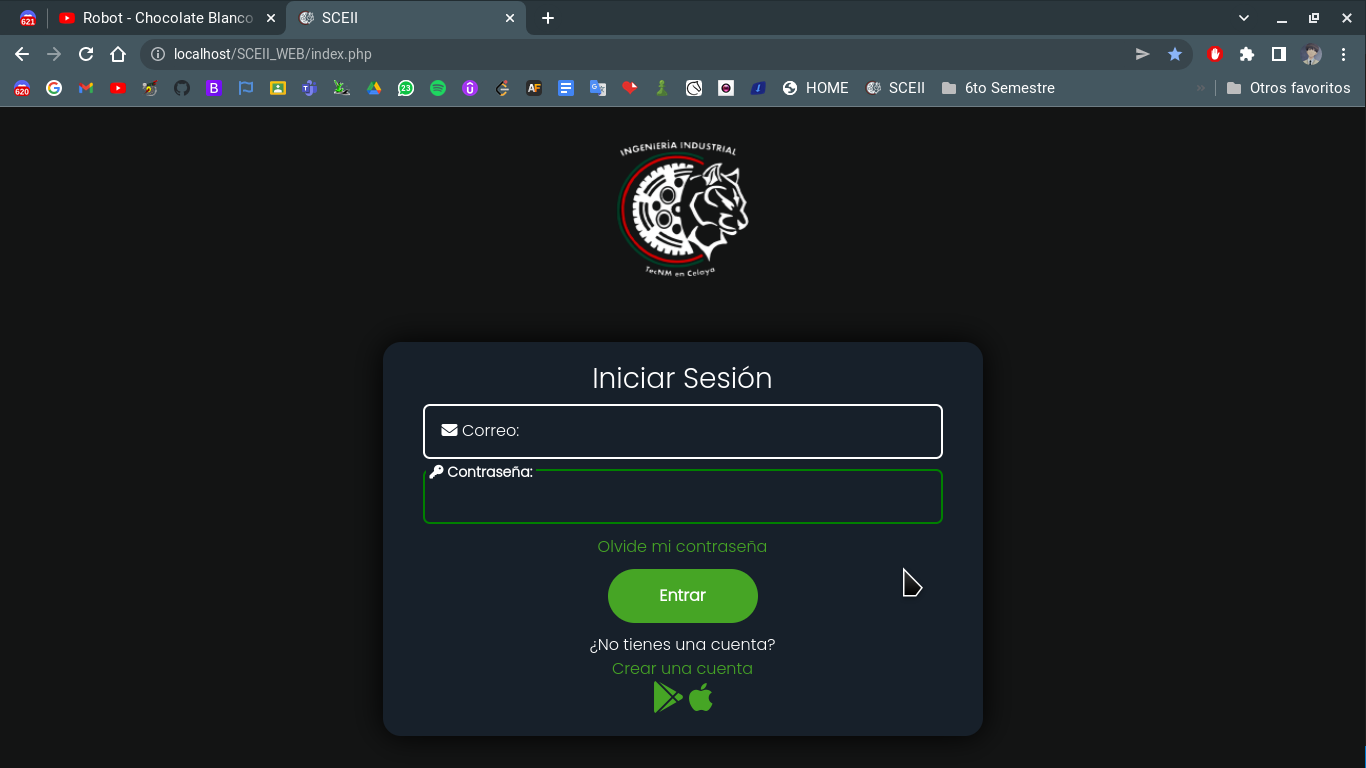 621
Robot - Chocolate Blanco
SCEII
localhost/SCEII_WEB/index.php
620
23
AF
HOME
SCEII
6to Semestre
Otros favoritos
INGENIERÍA INDUSTRIAL
TecNM en Celaya
Iniciar Sesión
Correo:
Contraseña:
Olvide mi contraseña
Entrar
¿No tienes una cuenta?
Crear una cuenta